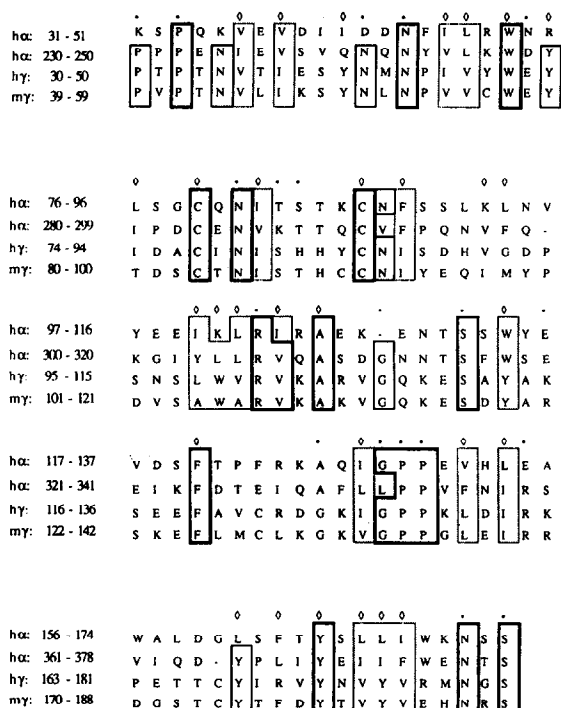 ◊ · · ◊ ◊ ◊ · · ◊ ◊ ◊ · ◊
hα: 31 - 51 K S P Q K V E V D I I D D N F I L R W N R
hα: 230 - 250 P P P E N I E V S V Q N Q N Y V L K W D Y
hγ: 30 - 50 P T P T N V T I E S Y N M N P I V Y W E Y
mγ: 39 - 59 P V P T N V L I K S Y N L N P V V C W E Y
◊ ◊ · ◊ · · ◊ ◊ ◊ ◊
hα: 76 - 96 L S G C Q N I T S T K C N F S S L K L N V
hα: 280 - 299 I P D C E N V K T T Q C V F P Q N V F Q -
hγ: 74 - 94 I D A C I N I S H H Y C N I S D H V G D P
mγ: 80 - 100 T D S C T N I S T H C C N I Y E Q I M Y P
◊ ◊ ◊ · ◊ ◊ · · ◊
hα: 97 - 116 Y E E I K L R I R A E K - E N T S S W Y E
hα: 300 - 320 K G I Y L L R V Q A S D G N N T S F W S E
hγ: 95 - 115 S N S L W V R V K A R V G Q K E S A Y A K
mγ: 101 - 121 D V S A W A R V K A K V G Q K E S D Y A R
◊ · ◊ · · · ◊ ◊ ·
hα: 117 - 137 V D S F T P F R K A Q I G P P E V H L E A
hα: 321 - 341 E I K F D T E I Q A F L L P P V F N I R S
hγ: 116 - 136 S E E F A V C R D G K I G P P K L D I R K
mγ: 122 - 142 S K E F L M C L K G K V G P P G L E I R R
◊ ◊ ◊ ◊ ◊ ◊ · ·
hα: 156 - 174 W A L D G L S F T Y S L L I W K N S S
hα: 361 - 378 V I Q D - Y P L I Y E I I F W E N T S
hγ: 163 - 181 P E T T C Y I R V Y N V Y V R M N G S
mγ: 170 - 188 D G S T C Y T F D Y T V Y V E H N R S